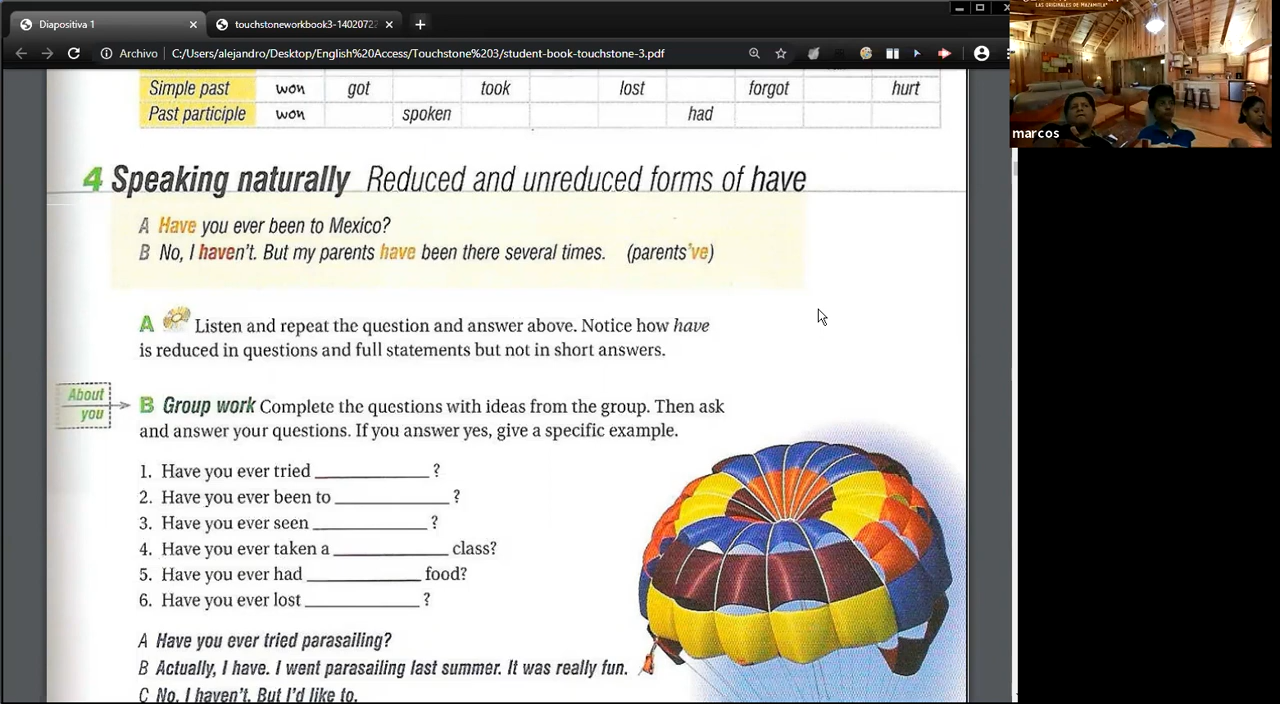 Diapositiva 1
touchstoneworkbook3-1402072
Archivo
C:/Users/alejandro/Desktop/English%20Access/Touchstone%203/student-book-touchstone-3.pdf
LAS ORIGINALES DE MAZAMITLA
marcos
Simple past won got took lost forgot hurt
Past participle won spoken had
4 Speaking naturally Reduced and unreduced forms of have
A Have you ever been to Mexico?
B No, I haven't. But my parents have been there several times. (parents've)
A Listen and repeat the question and answer above. Notice how have
is reduced in questions and full statements but not in short answers.
About
you
B Group work Complete the questions with ideas from the group. Then ask
and answer your questions. If you answer yes, give a specific example.
1. Have you ever tried ____________ ?
2. Have you ever been to ____________ ?
3. Have you ever seen ____________ ?
4. Have you ever taken a ____________ class?
5. Have you ever had ____________ food?
6. Have you ever lost ____________ ?
A Have you ever tried parasailing?
B Actually, I have. I went parasailing last summer. It was really fun.
C No, I haven't. But I'd like to.